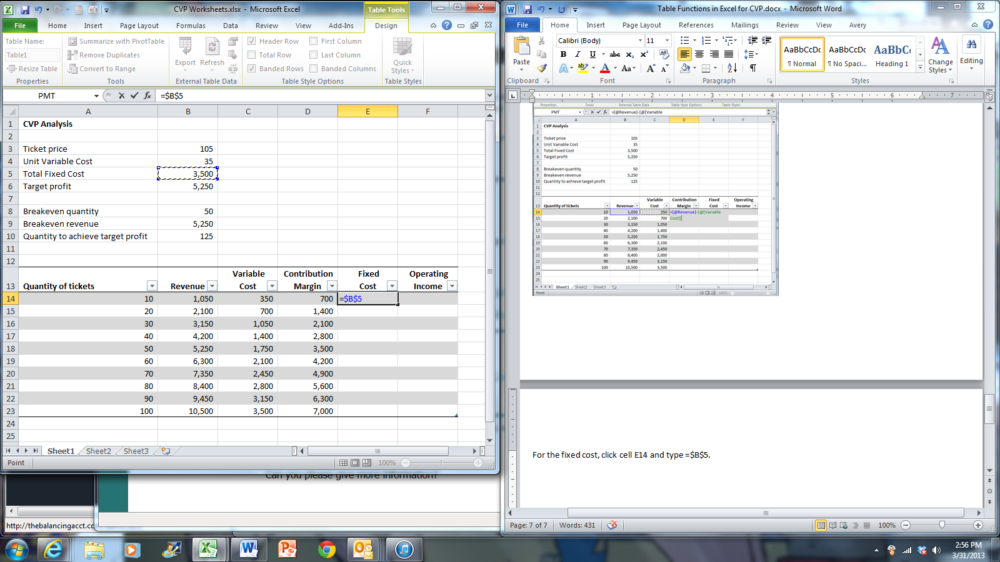 CVP Worksheets.xlsx - Microsoft Excel
Table Tools
File Home Insert Page Layout Formulas Data Review View Add-Ins Design
Table Name:
Table1
Resize Table
Properties
Summarize with PivotTable
Remove Duplicates
Convert to Range
Tools
Export Refresh
External Table Data
Header Row First Column
Total Row Last Column
Banded Rows Banded Columns
Table Style Options
Quick
Styles
Table Styles
PMT =$B$5
A B C D E F
1 CVP Analysis
2
3 Ticket price 105
4 Unit Variable Cost 35
5 Total Fixed Cost 3,500
6 Target profit 5,250
7
8 Breakeven quantity 50
9 Breakeven revenue 5,250
10 Quantity to achieve target profit 125
11
12
Variable Contribution Fixed Operating
13 Quantity of tickets Revenue Cost Margin Cost Income
14 10 1,050 350 700 =$B$5
15 20 2,100 700 1,400
16 30 3,150 1,050 2,100
17 40 4,200 1,400 2,800
18 50 5,250 1,750 3,500
19 60 6,300 2,100 4,200
20 70 7,350 2,450 4,900
21 80 8,400 2,800 5,600
22 90 9,450 3,150 6,300
23 100 10,500 3,500 7,000
24
25
Sheet1 Sheet2 Sheet3
Point 100%
Can you please give more information?
http://thebalancingacct.co
Table Functions in Excel for CVP.docx - Microsoft Word
File Home Insert Page Layout References Mailings Review View Avery
Paste
Clipboard
Calibri (Body) 11
B I U abc X₂ X²
A ab A Aa A A
Font
Paragraph
AaBbCcDc AaBbCcDc AaBbC
¶ Normal ¶ No Spaci... Heading 1
Change
Styles
Styles
Editing
1 2 3 4 5 6 7
Properties Tools External Table Data Table Style Options Table Styles
PMT =[@Revenue]-[@[Variable
A B C D E F
1 CVP Analysis
2
3 Ticket price 105
4 Unit Variable Cost 35
5 Total Fixed Cost 3,500
6 Target profit 5,250
7
8 Breakeven quantity 50
9 Breakeven revenue 5,250
10 Quantity to achieve target profit 125
11
12
Variable Contribution Fixed Operating
13 Quantity of tickets Revenue Cost Margin Cost Income
14 10 1,050 350 =[@Revenue]-[@[Variable
15 20 2,100 700 Cost]]
16 30 3,150 1,050
17 40 4,200 1,400
18 50 5,250 1,750
19 60 6,300 2,100
20 70 7,350 2,450
21 80 8,400 2,800
22 90 9,450 3,150
23 100 10,500 3,500
24
25
Sheet1 Sheet2 Sheet3
Point 100%
For the fixed cost, click cell E14 and type =$B$5.
Page: 7 of 7 Words: 431 100%
2:56 PM
3/31/2013